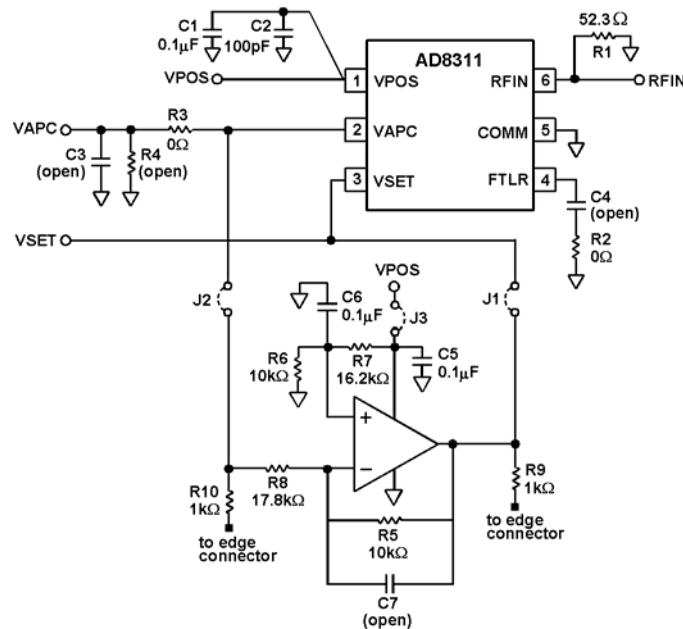 C1
0.1μF
C2
100pF
52.3 Ω
R1
AD8311
VPOS
1
VPOS
RFIN
6
RFIN
VAPC
R3
0Ω
2
VAPC
COMM
5
C3
(open)
R4
(open)
3
VSET
FTLR
4
C4
(open)
VSET
R2
0Ω
VPOS
J2
C6
0.1μF
J3
J1
R6
10kΩ
R7
16.2kΩ
C5
0.1μF
+
−
R10
1kΩ
R8
17.8kΩ
R9
1kΩ
to edge
connector
R5
10kΩ
to edge
connector
C7
(open)